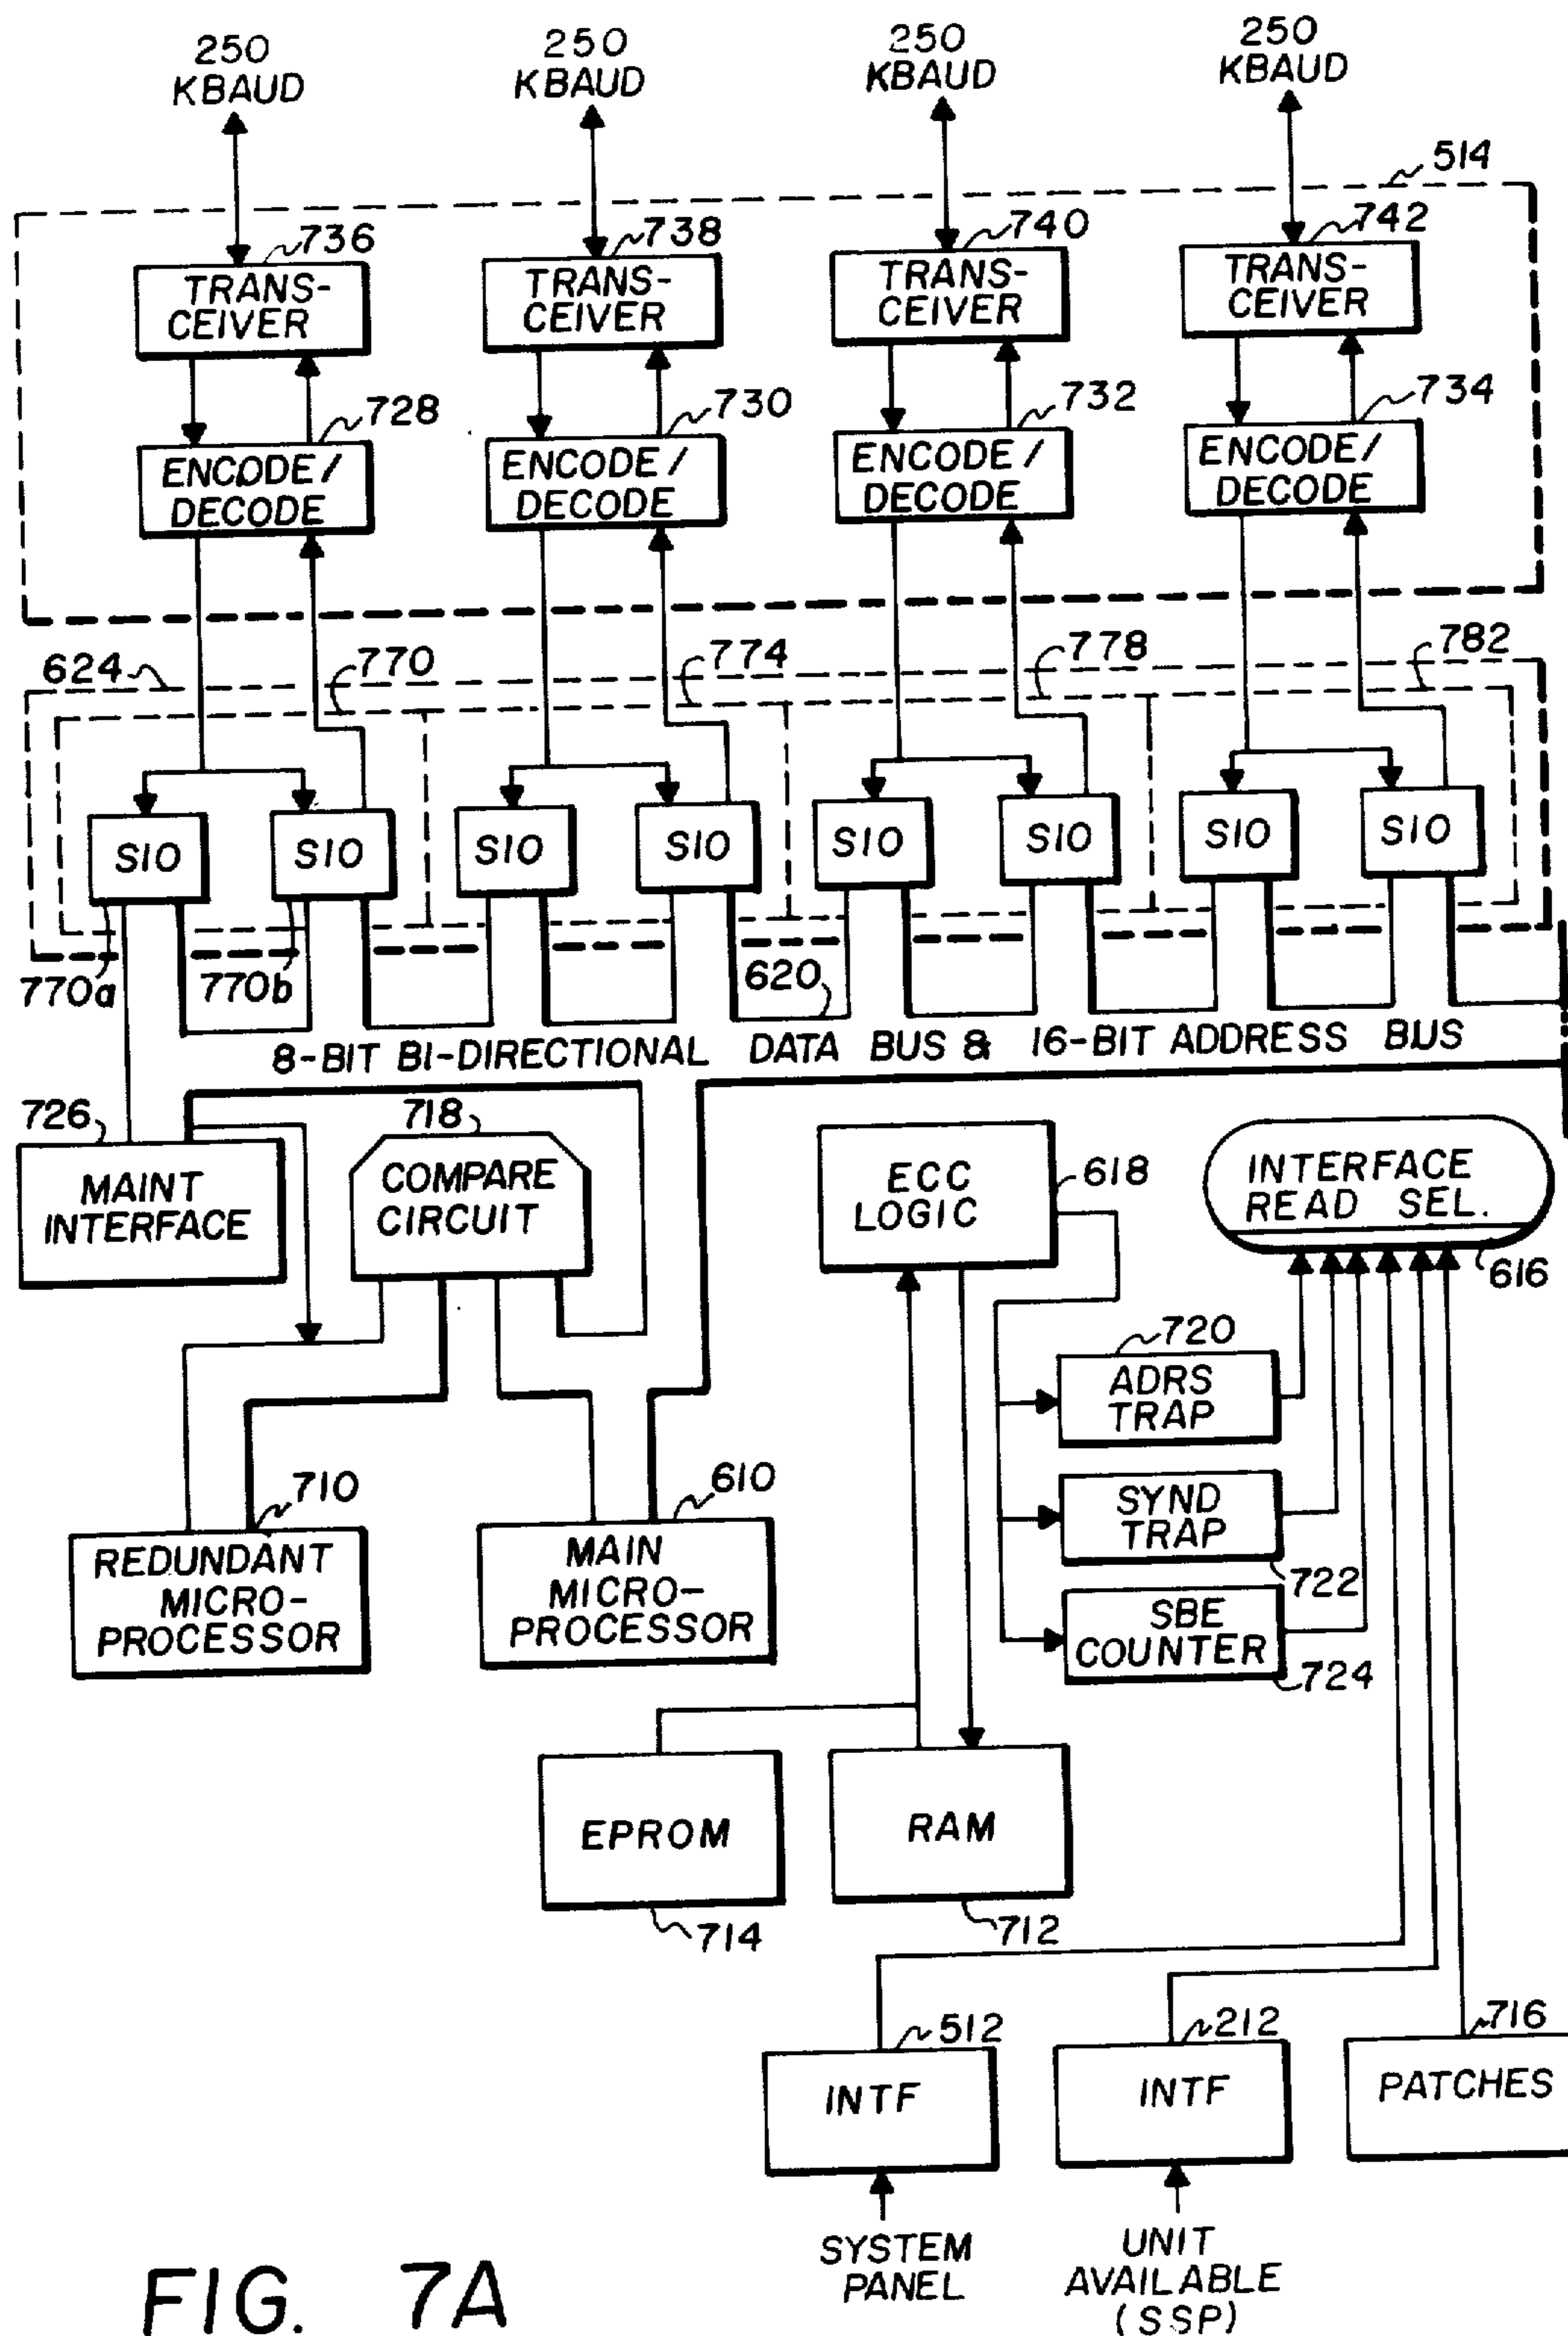 250
KBAUD
250
KBAUD
250
KBAUD
250
KBAUD
514
736
738
740
742
TRANS-
CEIVER
TRANS-
CEIVER
TRANS-
CEIVER
TRANS-
CEIVER
728
730
732
734
ENCODE/
DECODE
ENCODE/
DECODE
ENCODE/
DECODE
ENCODE/
DECODE
624
770
774
778
782
SIO
SIO
SIO
SIO
SIO
SIO
SIO
SIO
770a
770b
620
8-BIT BI-DIRECTIONAL DATA BUS & 16-BIT ADDRESS BUS
726
718
MAINT
INTERFACE
COMPARE
CIRCUIT
ECC
LOGIC
618
INTERFACE
READ SEL.
616
720
ADRS
TRAP
710
610
SYND
TRAP
722
REDUNDANT
MICRO-
PROCESSOR
MAIN
MICRO-
PROCESSOR
SBE
COUNTER
724
EPROM
RAM
714
712
512
212
716
INTF
INTF
PATCHES
SYSTEM
PANEL
UNIT
AVAILABLE
(SSP)
FIG. 7A